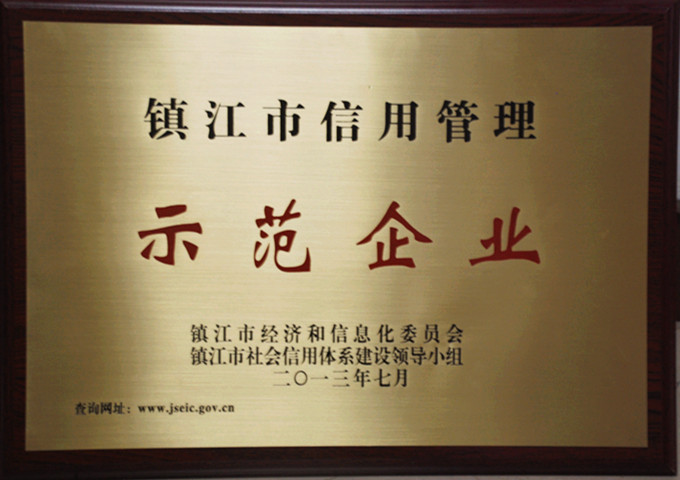 镇江市信用管理
示范企业
镇江市经济和信息化委员会
镇江市社会信用体系建设领导小组
二〇一三年七月
查询网址：www.jseic.gov.cn